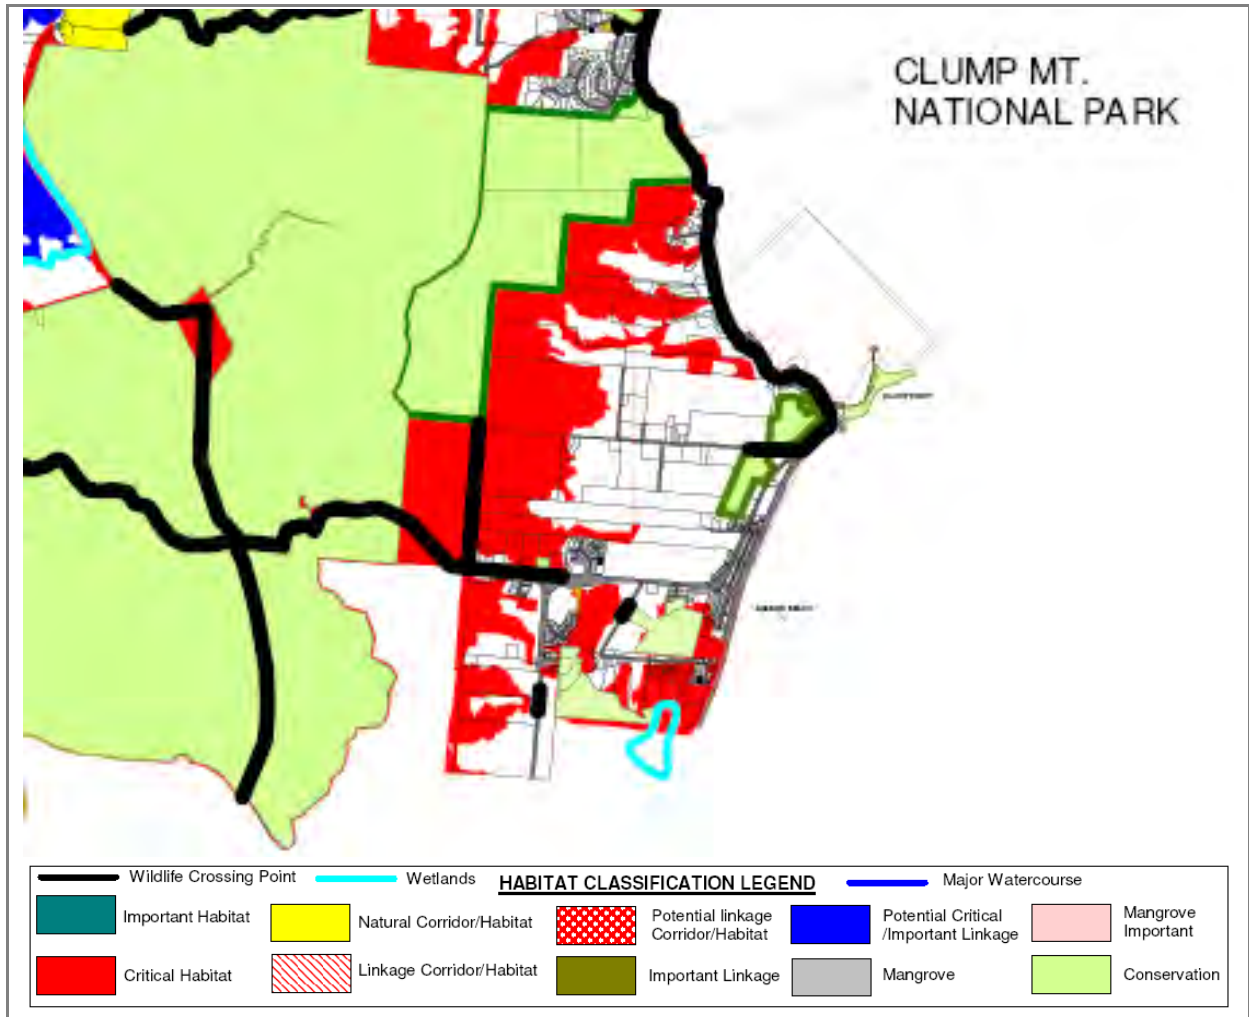 CLUMP MT.
NATIONAL PARK
Wildlife Crossing Point
Wetlands
HABITAT CLASSIFICATION LEGEND
Major Watercourse
Important Habitat
Natural Corridor/Habitat
Potential linkage
Corridor/Habitat
Potential Critical
/Important Linkage
Mangrove
Important
Critical Habitat
Linkage Corridor/Habitat
Important Linkage
Mangrove
Conservation